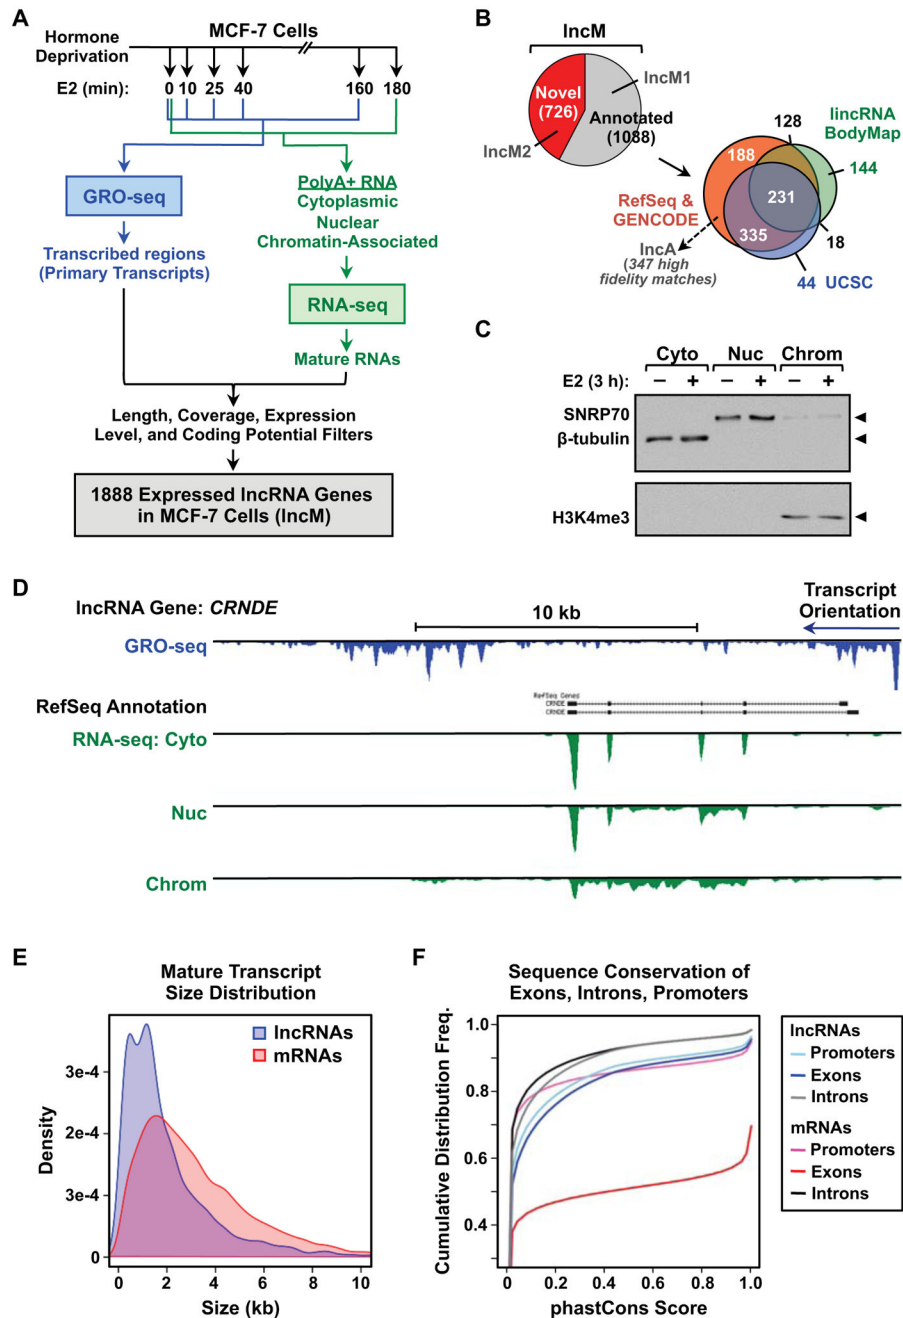 A
Hormone
Deprivation
MCF-7 Cells
E2 (min):
0 10 25 40 160 180
GRO-seq
PolyA+ RNA
Cytoplasmic
Nuclear
Chromatin-Associated
Transcribed regions
(Primary Transcripts)
RNA-seq
Mature RNAs
Length, Coverage, Expression
Level, and Coding Potential Filters
1888 Expressed lncRNA Genes
in MCF-7 Cells (lncM)
B
lncM
lncM1
Novel
(726)
Annotated
(1088)
lncM2
lincRNA
BodyMap
128
188
144
RefSeq &
GENCODE
231
335
18
lncA
(347 high
fidelity matches)
44 UCSC
C
Cyto Nuc Chrom
E2 (3 h): – + – + – +
SNRP70
β-tubulin
H3K4me3
D
lncRNA Gene: CRNDE
10 kb
Transcript
Orientation
GRO-seq
RefSeq Genes
RefSeq Annotation
CRNDE
CRNDE
RNA-seq: Cyto
Nuc
Chrom
E
Mature Transcript
Size Distribution
lncRNAs
mRNAs
Density
3e-4
2e-4
3e-4
0
0 2 4 6 8 10
Size (kb)
F
Sequence Conservation of
Exons, Introns, Promoters
Cumulative Distribution Freq.
1.0
0.8
0.6
0.4
0 0.2 0.4 0.6 0.8 1.0
phastCons Score
lncRNAs
Promoters
Exons
Introns
mRNAs
Promoters
Exons
Introns